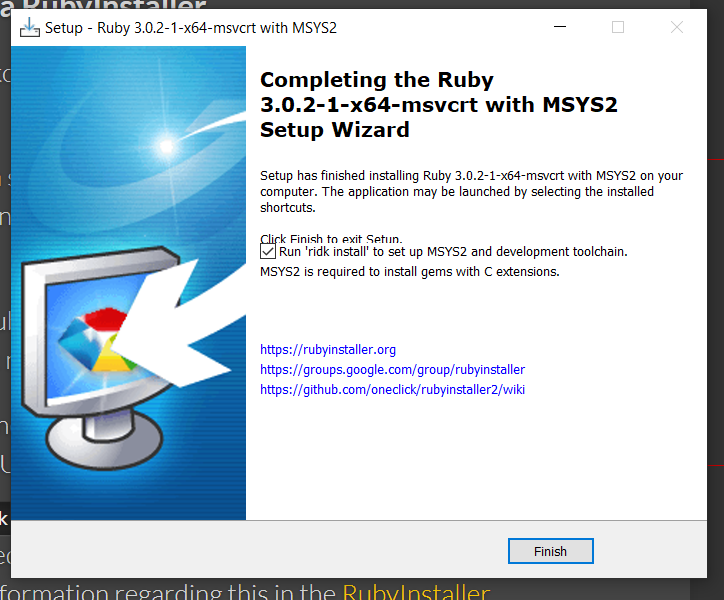 a RubyInstaller
Setup - Ruby 3.0.2-1-x64-msvcrt with MSYS2
Completing the Ruby
3.0.2-1-x64-msvcrt with MSYS2
Setup Wizard
Setup has finished installing Ruby 3.0.2-1-x64-msvcrt with MSYS2 on your
computer. The application may be launched by selecting the installed
shortcuts.
Click Finish to exit Setup.
Run 'ridk install' to set up MSYS2 and development toolchain.
MSYS2 is required to install gems with C extensions.
https://rubyinstaller.org
https://groups.google.com/group/rubyinstaller
https://github.com/oneclick/rubyinstaller2/wiki
Finish
formation regarding this in the RubyInstaller